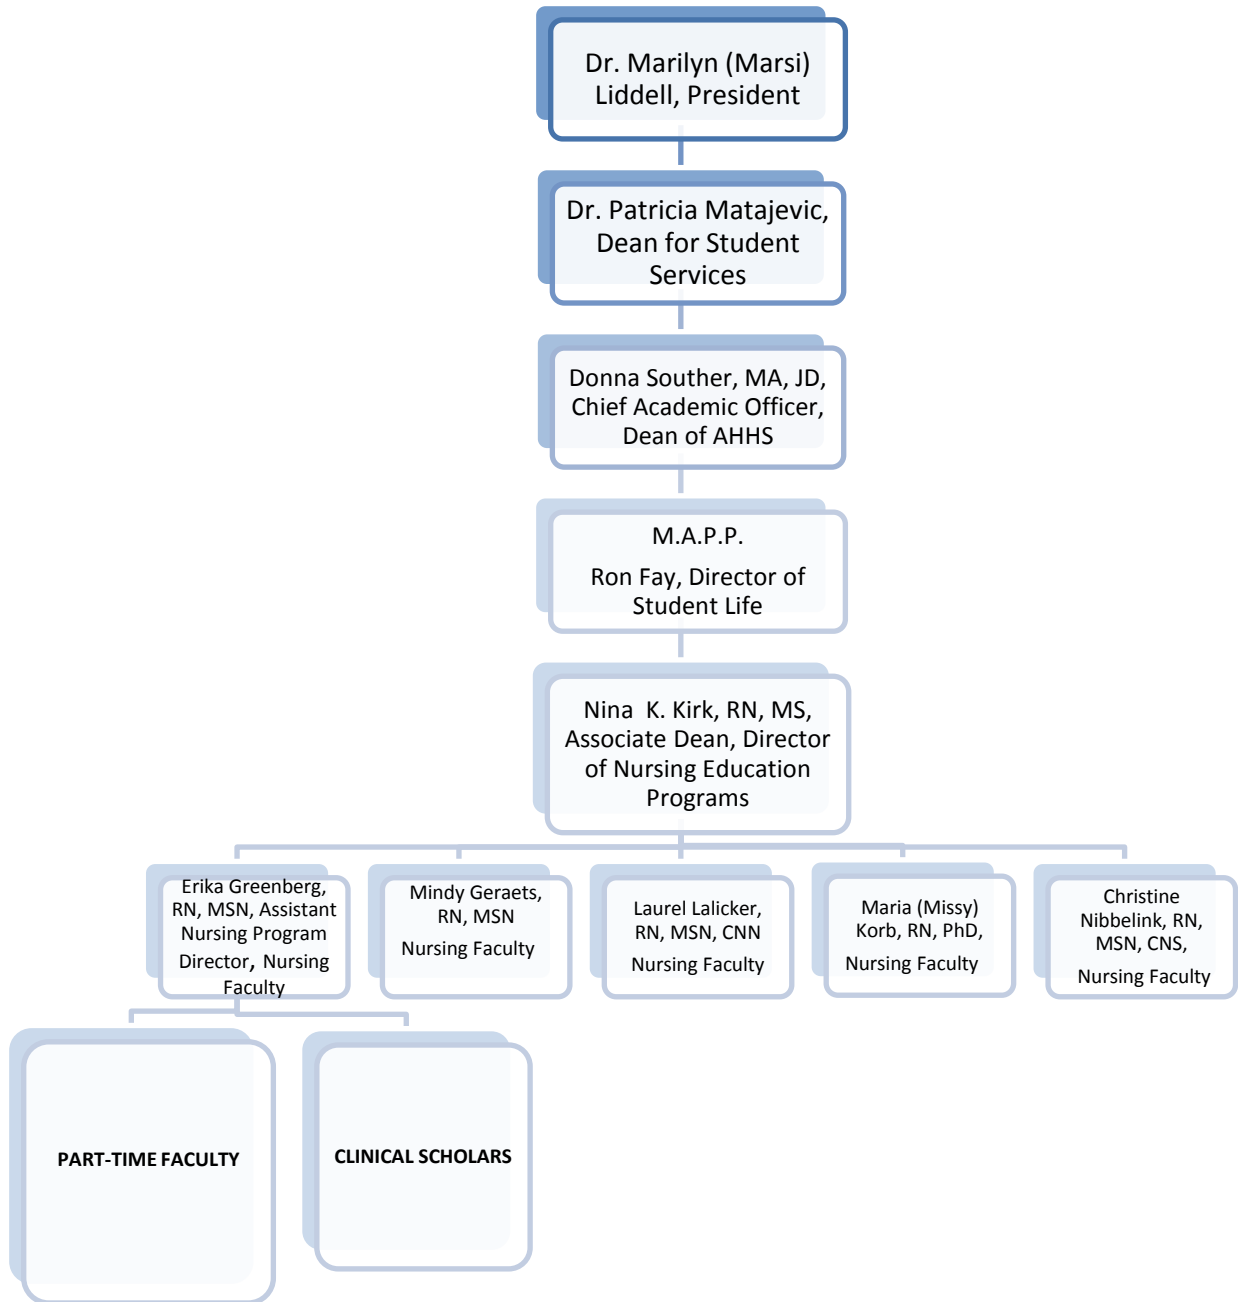 Dr. Marilyn (Marsi)
Liddell, President
Dr. Patricia Matajevic,
Dean for Student
Services
Donna Souther, MA, JD,
Chief Academic Officer,
Dean of AHHS
M.A.P.P.
Ron Fay, Director of
Student Life
Nina K. Kirk, RN, MS,
Associate Dean, Director
of Nursing Education
Programs
Erika Greenberg,
RN, MSN, Assistant
Nursing Program
Director, Nursing
Faculty
Mindy Geraets,
RN, MSN
Nursing Faculty
Laurel Lalicker,
RN, MSN, CNN
Nursing Faculty
Maria (Missy)
Korb, RN, PhD,
Nursing Faculty
Christine
Nibbelink, RN,
MSN, CNS,
Nursing Faculty
PART-TIME FACULTY
CLINICAL SCHOLARS